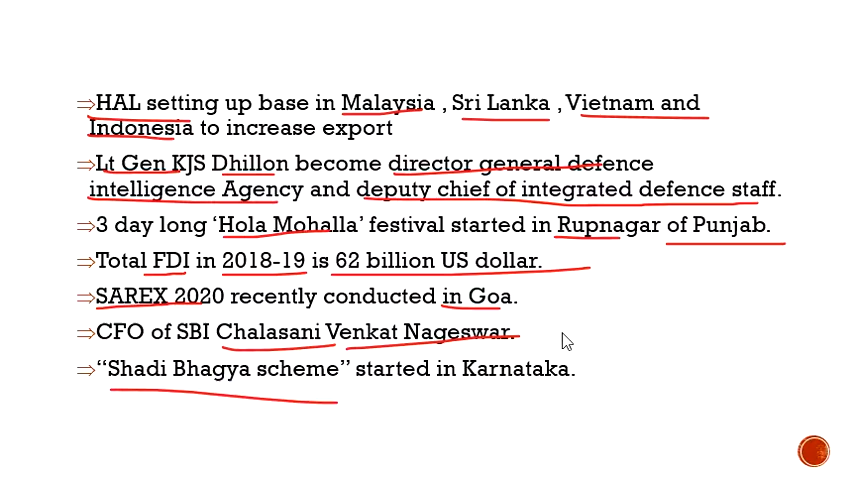 ⇒HAL setting up base in Malaysia , Sri Lanka , Vietnam and
Indonesia to increase export
⇒Lt Gen KJS Dhillon become director general defence
intelligence Agency and deputy chief of integrated defence staff.
⇒3 day long ‘Hola Mohalla’ festival started in Rupnagar of Punjab.
⇒Total FDI in 2018-19 is 62 billion US dollar.
⇒SAREX 2020 recently conducted in Goa.
⇒CFO of SBI Chalasani Venkat Nageswar.
⇒“Shadi Bhagya scheme” started in Karnataka.